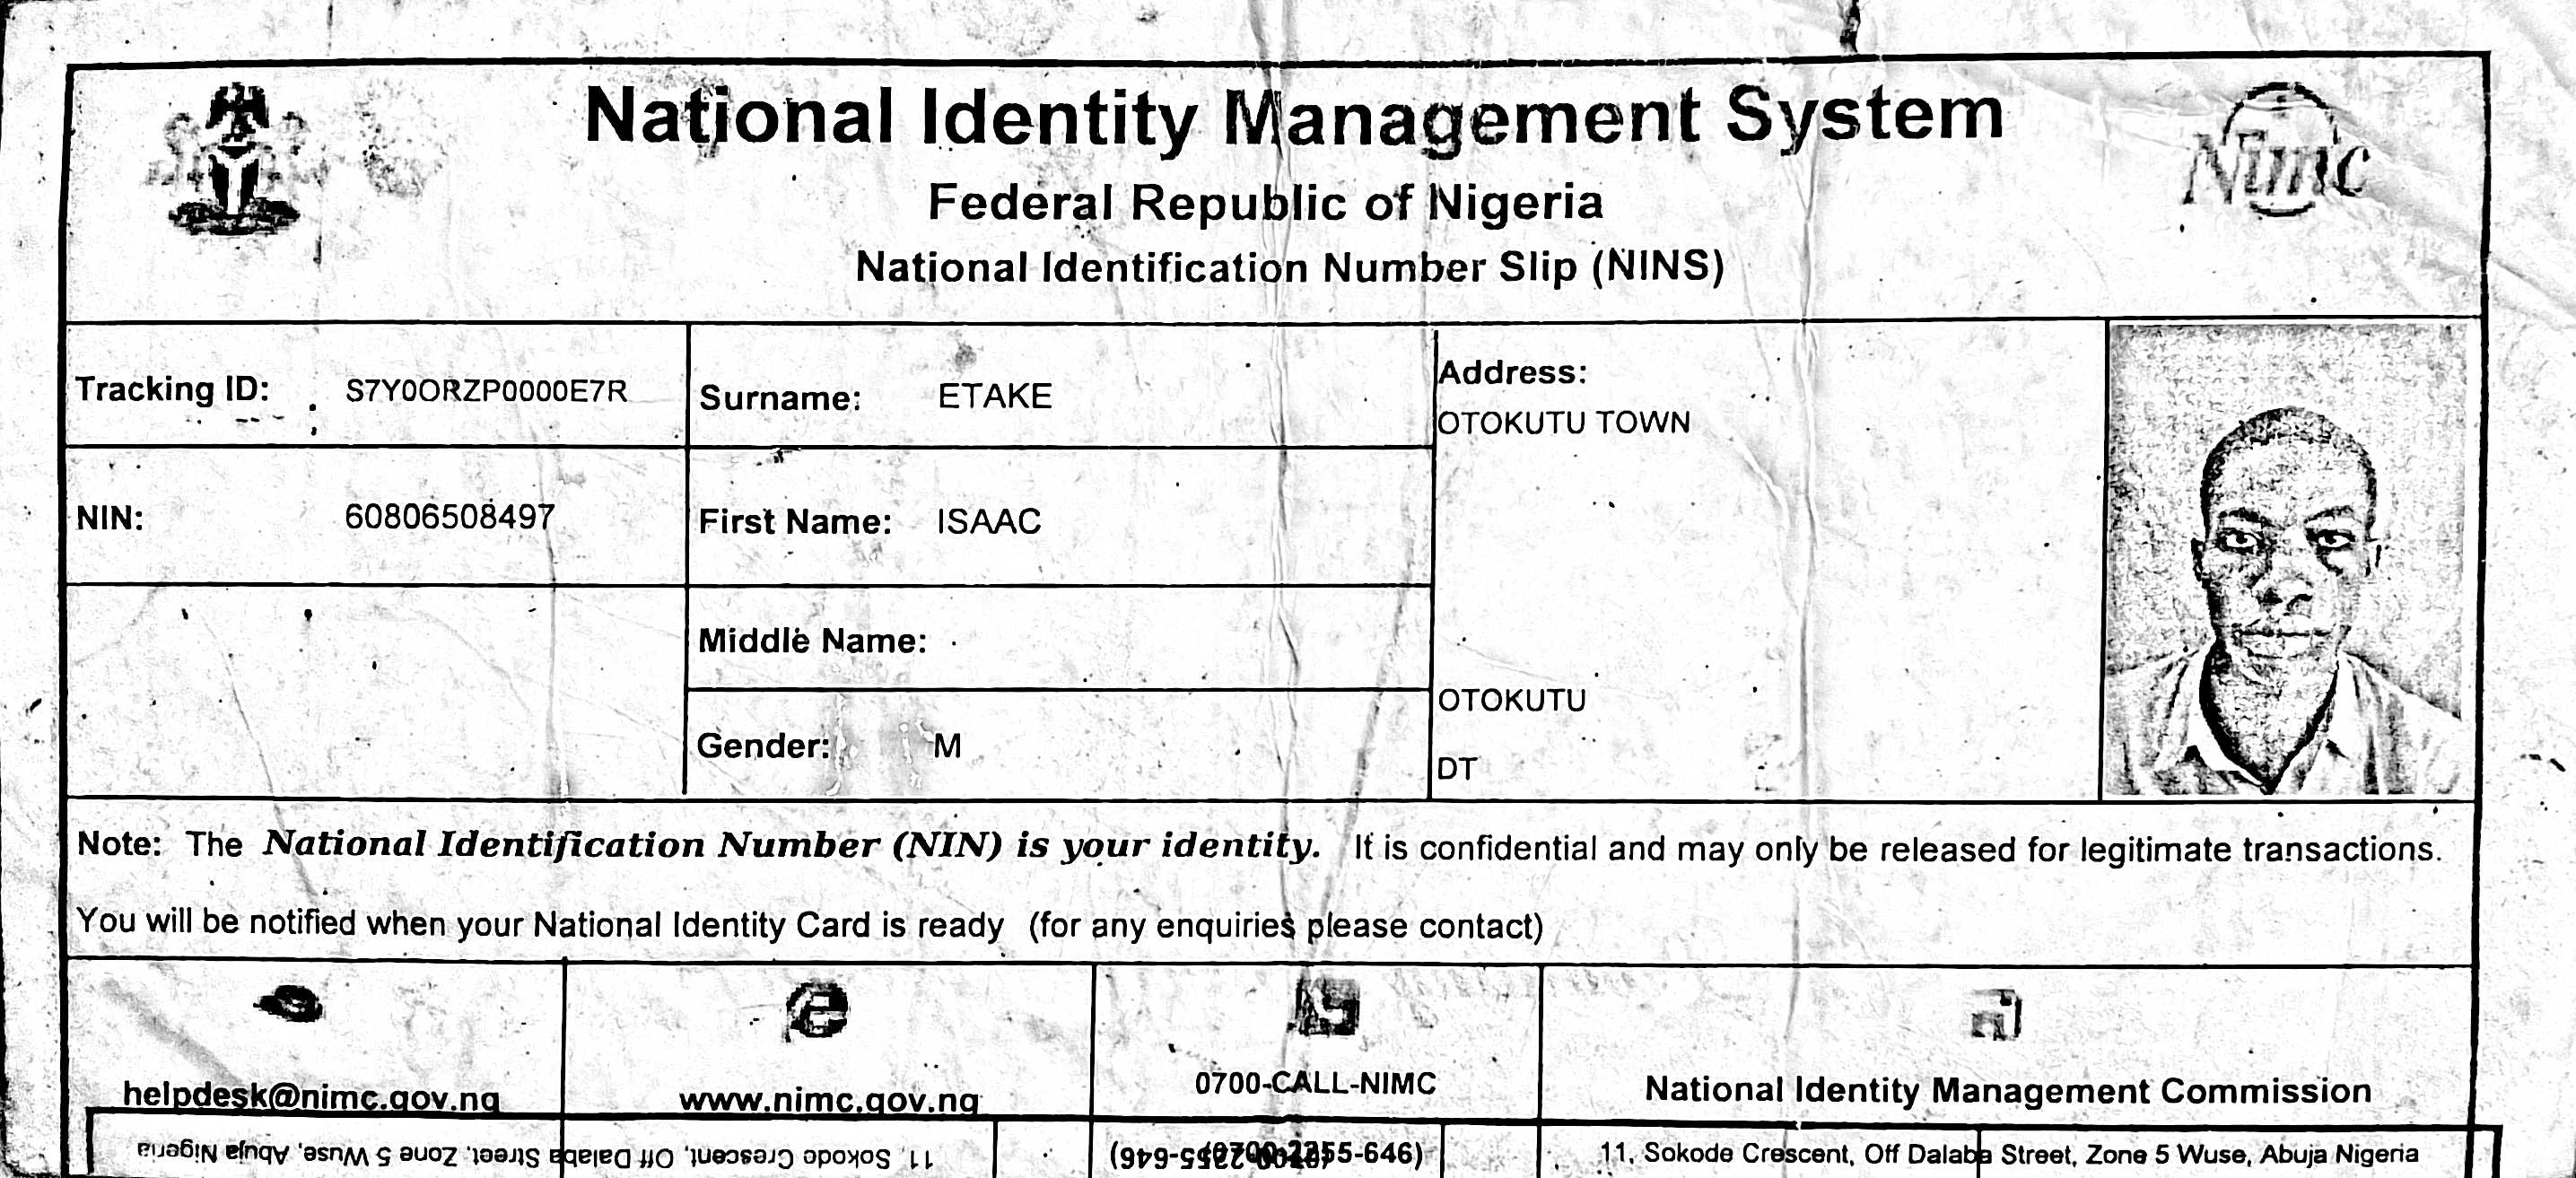 National Identity Management System
Federal Republic of Nigeria
National Identification Number Slip (NINS)
Nimc
Tracking ID: S7Y0ORZP0000E7R
Surname: ETAKE
Address:
OTOKUTU TOWN
NIN: 60806508497
First Name: ISAAC
Middle Name:
OTOKUTU
Gender: M
DT
Note: The National Identification Number (NIN) is your identity. It is confidential and may only be released for legitimate transactions.
You will be notified when your National Identity Card is ready (for any enquiries please contact)
helpdesk@nimc.gov.ng
www.nimc.gov.ng
0700-CALL-NIMC
National Identity Management Commission
11, Sokode Crescent, Off Dalaba Street, Zone 5 Wuse, Abuja Nigeria
(0700-2255-646)
11, Sokode Crescent, Off Dalaba Street, Zone 5 Wuse, Abuja Nigeria